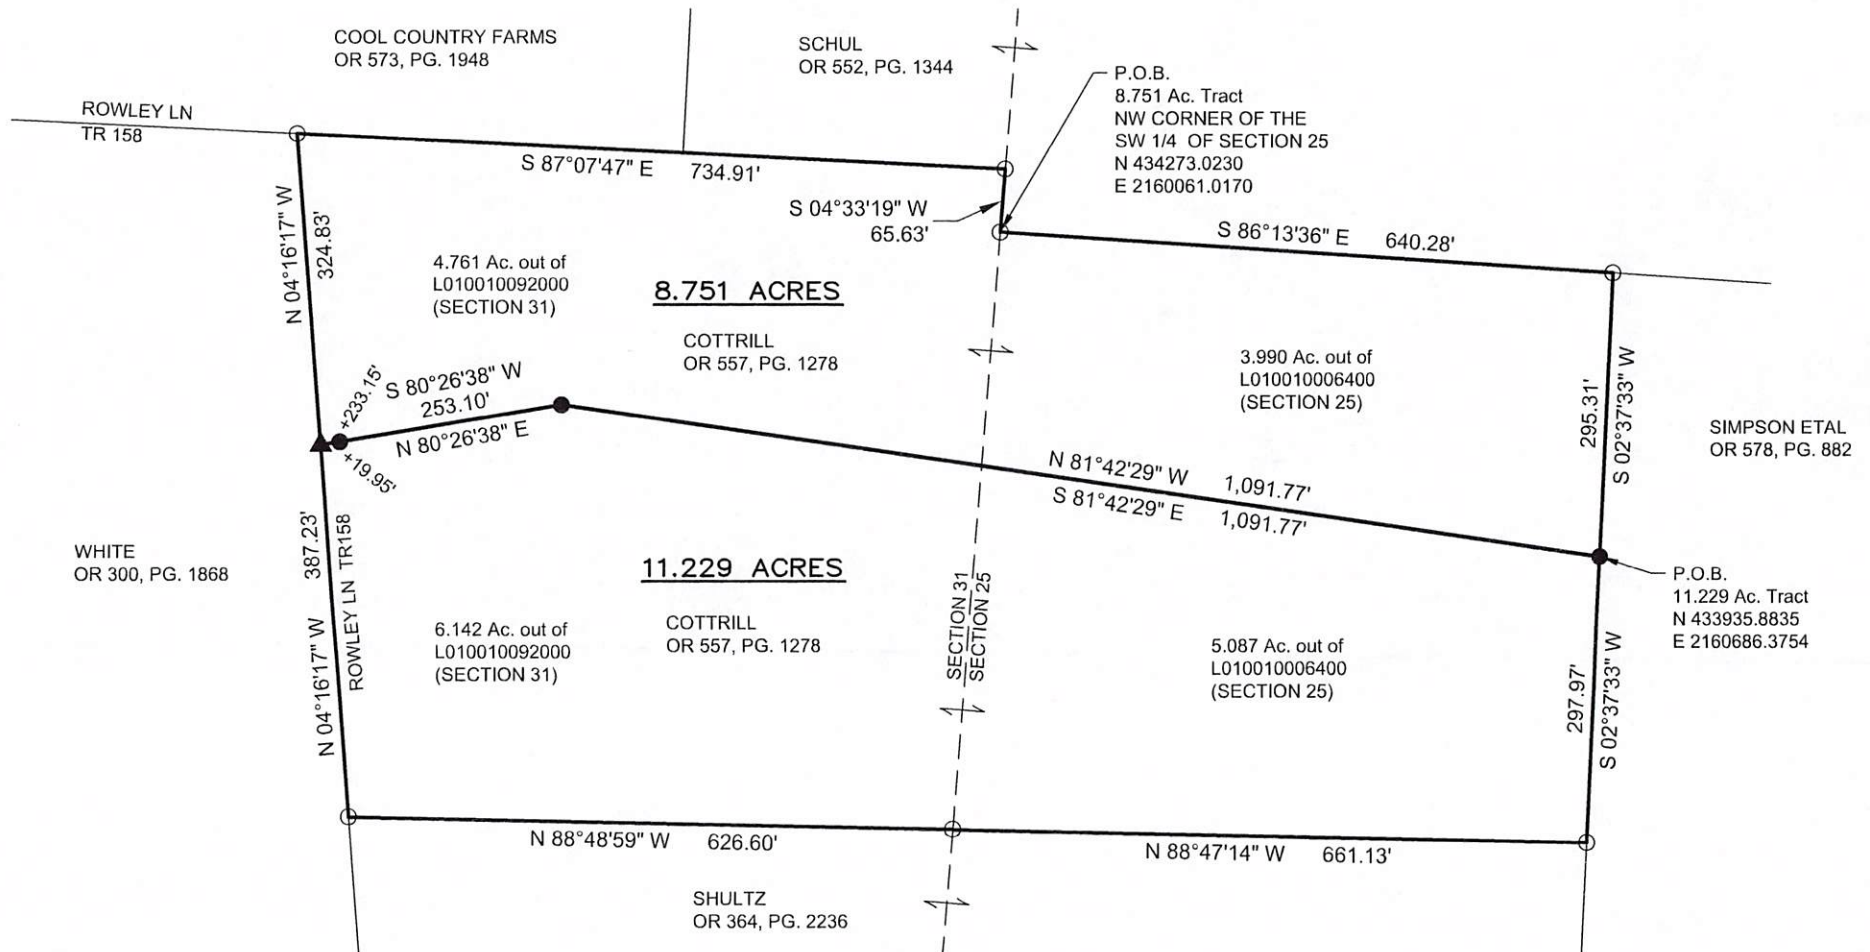 COOL COUNTRY FARMS
OR 573, PG. 1948
SCHUL
OR 552, PG. 1344
P.O.B.
8.751 Ac. Tract
NW CORNER OF THE
SW 1/4 OF SECTION 25
N 434273.0230
E 2160061.0170
ROWLEY LN
TR 158
S 87°07'47" E 734.91'
S 04°33'19" W
65.63'
S 86°13'36" E 640.28'
N 04°16'17" W
324.83'
4.761 Ac. out of
L010010092000
(SECTION 31)
8.751 ACRES
COTTRILL
OR 557, PG. 1278
3.990 Ac. out of
L010010006400
(SECTION 25)
295.31'
S 02°37'33" W
SIMPSON ETAL
OR 578, PG. 882
+233.15'
S 80°26'38" W
253.10'
N 80°26'38" E
+19.95'
N 81°42'29" W 1,091.77'
S 81°42'29" E 1,091.77'
WHITE
OR 300, PG. 1868
387.23'
N 04°16'17" W
ROWLEY LN TR158
11.229 ACRES
COTTRILL
OR 557, PG. 1278
6.142 Ac. out of
L010010092000
(SECTION 31)
SECTION 31
SECTION 25
5.087 Ac. out of
L010010006400
(SECTION 25)
P.O.B.
11.229 Ac. Tract
N 433935.8835
E 2160686.3754
297.97'
S 02°37'33" W
N 88°48'59" W 626.60'
N 88°47'14" W 661.13'
SHULTZ
OR 364, PG. 2236